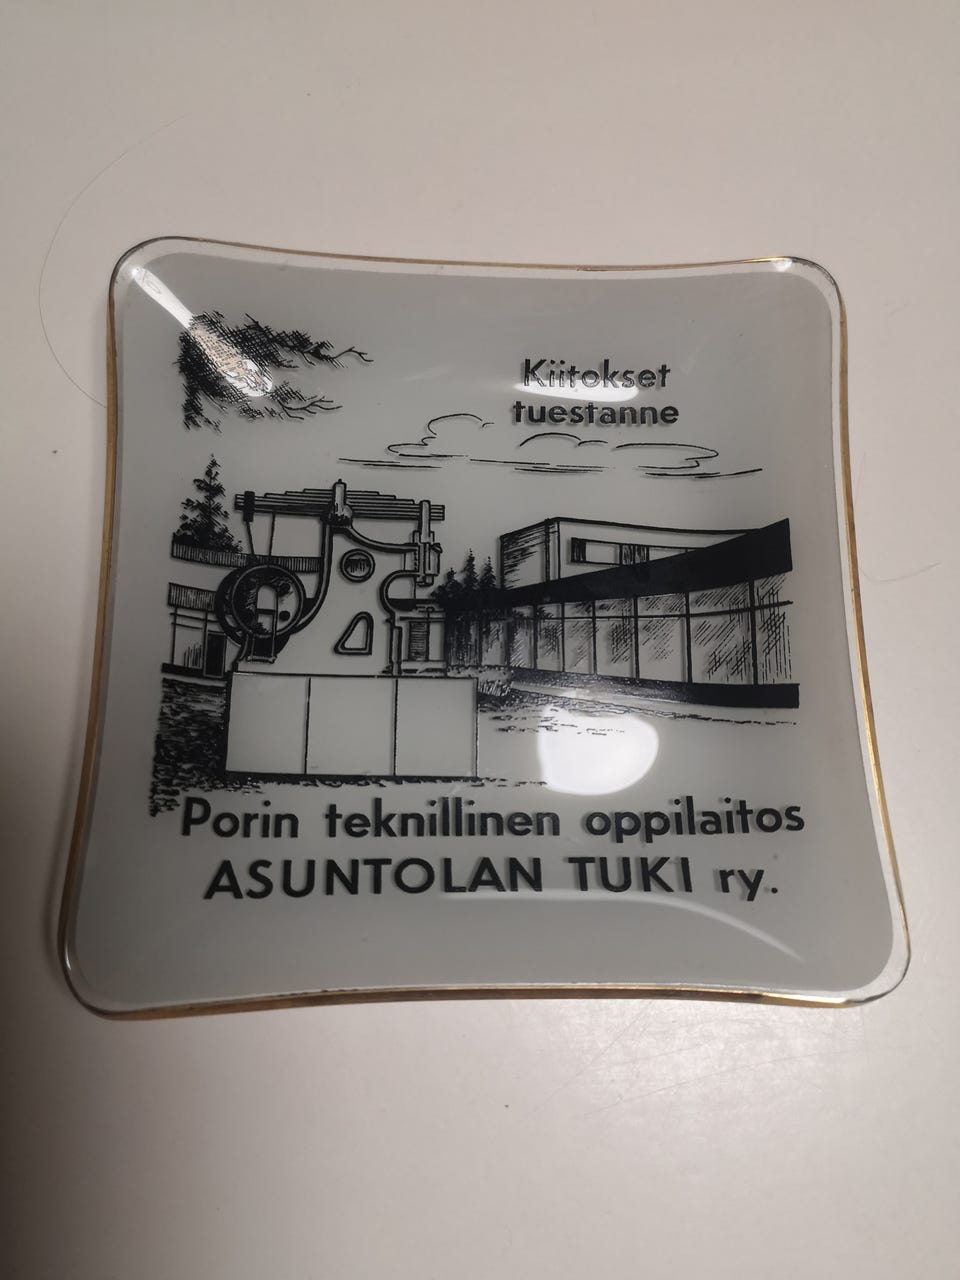 Kiitokset
tuestanne
Porin teknillinen oppilaitos
ASUNTOLAN TUKI ry.